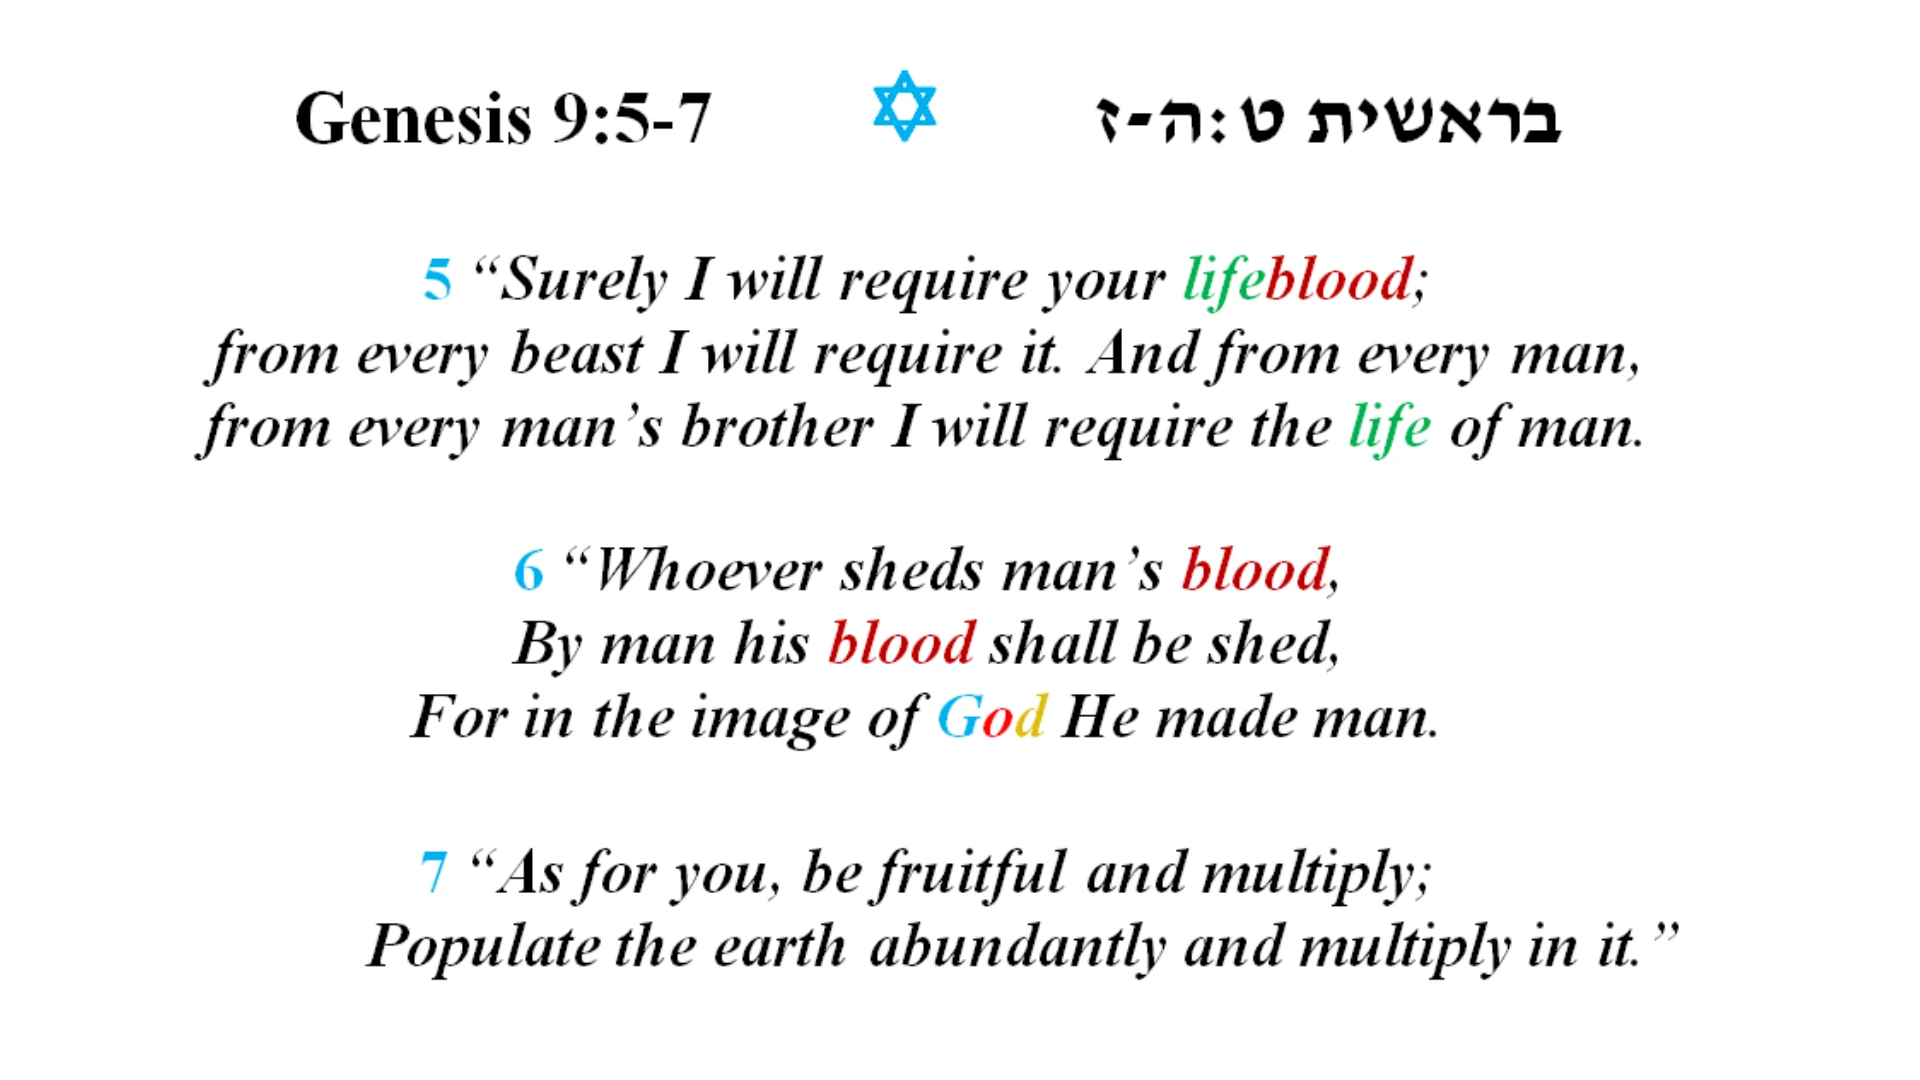 Genesis 9:5-7 ✡ בראשית ט:ה-ז
5 “Surely I will require your lifeblood;
from every beast I will require it. And from every man,
from every man’s brother I will require the life of man.
6 “Whoever sheds man’s blood,
By man his blood shall be shed,
For in the image of God He made man.
7 “As for you, be fruitful and multiply;
Populate the earth abundantly and multiply in it.”